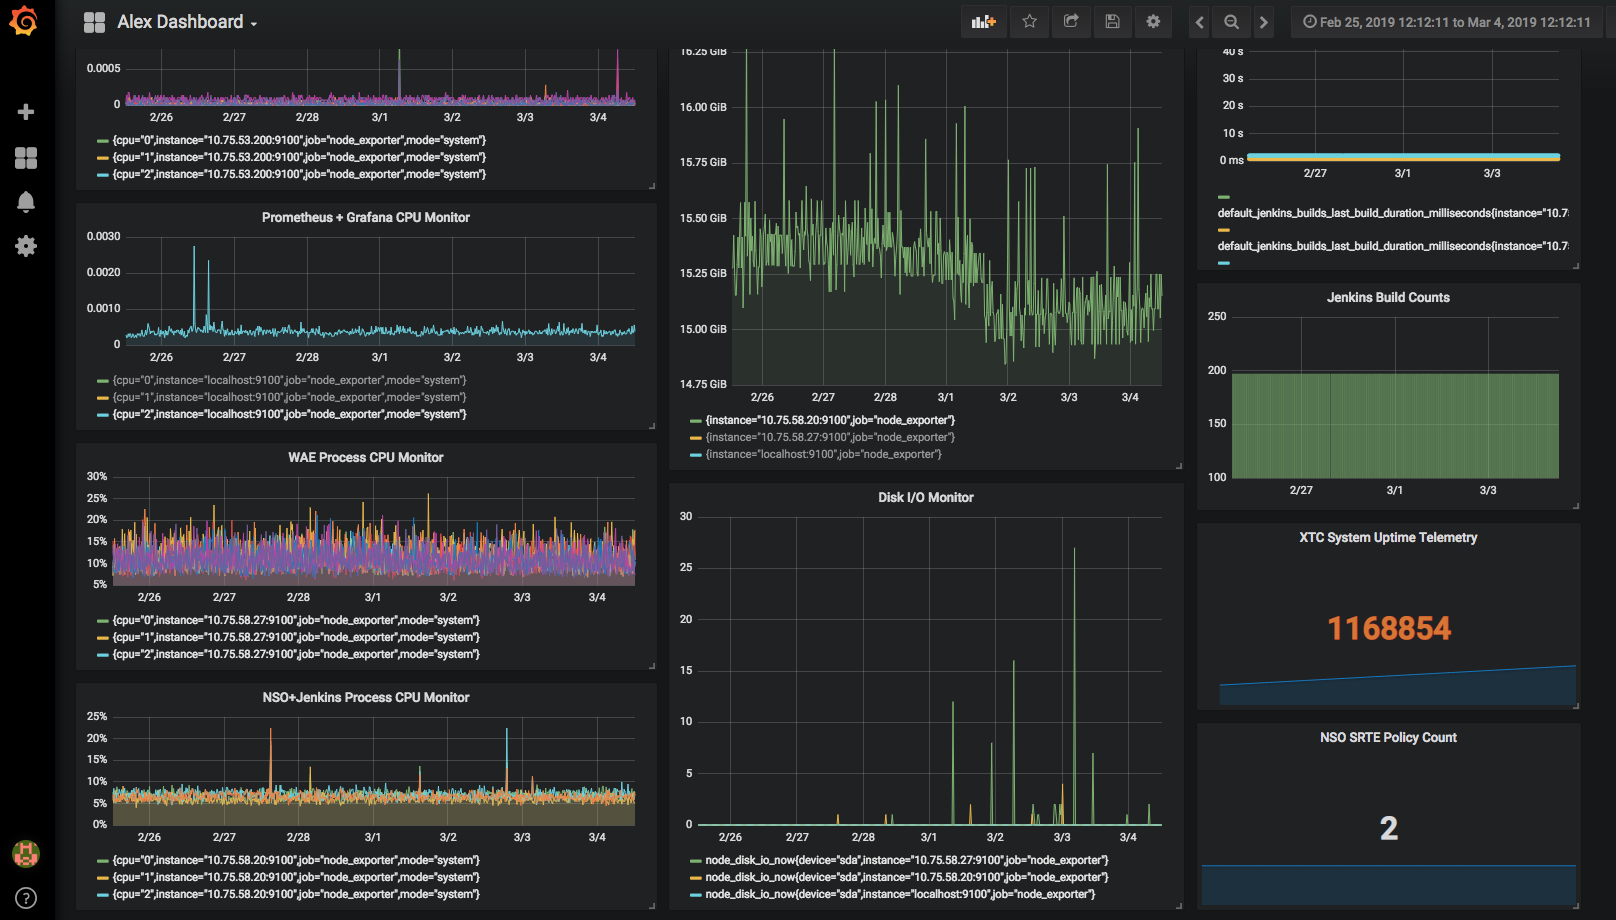 Alex Dashboard
Feb 25, 2019 12:12:11 to Mar 4, 2019 12:12:11
0.0005
0
2/26 2/27 2/28 3/1 3/2 3/3 3/4
{cpu="0",instance="10.75.53.200:9100",job="node_exporter",mode="system"}
{cpu="1",instance="10.75.53.200:9100",job="node_exporter",mode="system"}
{cpu="2",instance="10.75.53.200:9100",job="node_exporter",mode="system"}
Prometheus + Grafana CPU Monitor
0.0030
0.0020
0.0010
0
2/26 2/27 2/28 3/1 3/2 3/3 3/4
{cpu="0",instance="localhost:9100",job="node_exporter",mode="system"}
{cpu="1",instance="localhost:9100",job="node_exporter",mode="system"}
{cpu="2",instance="localhost:9100",job="node_exporter",mode="system"}
WAE Process CPU Monitor
30%
25%
20%
15%
10%
5%
2/26 2/27 2/28 3/1 3/2 3/3 3/4
{cpu="0",instance="10.75.58.27:9100",job="node_exporter",mode="system"}
{cpu="1",instance="10.75.58.27:9100",job="node_exporter",mode="system"}
{cpu="2",instance="10.75.58.27:9100",job="node_exporter",mode="system"}
NSO+Jenkins Process CPU Monitor
25%
20%
15%
10%
5%
0%
2/26 2/27 2/28 3/1 3/2 3/3 3/4
{cpu="0",instance="10.75.58.20:9100",job="node_exporter",mode="system"}
{cpu="1",instance="10.75.58.20:9100",job="node_exporter",mode="system"}
{cpu="2",instance="10.75.58.20:9100",job="node_exporter",mode="system"}
16.25 GiB
16.00 GiB
15.75 GiB
15.50 GiB
15.25 GiB
15.00 GiB
14.75 GiB
2/26 2/27 2/28 3/1 3/2 3/3 3/4
{instance="10.75.58.20:9100",job="node_exporter"}
{instance="10.75.58.27:9100",job="node_exporter"}
{instance="localhost:9100",job="node_exporter"}
Disk I/O Monitor
30
25
20
15
10
5
0
2/26 2/27 2/28 3/1 3/2 3/3 3/4
node_disk_io_now{device="sda",instance="10.75.58.27:9100",job="node_exporter"}
node_disk_io_now{device="sda",instance="10.75.58.20:9100",job="node_exporter"}
node_disk_io_now{device="sda",instance="localhost:9100",job="node_exporter"}
40 s
30 s
20 s
10 s
0 ms
2/27 3/1 3/3
default_jenkins_builds_last_build_duration_milliseconds{instance="10.7
default_jenkins_builds_last_build_duration_milliseconds{instance="10.7
Jenkins Build Counts
250
200
150
100
2/27 3/1 3/3
XTC System Uptime Telemetry
1168854
NSO SRTE Policy Count
2